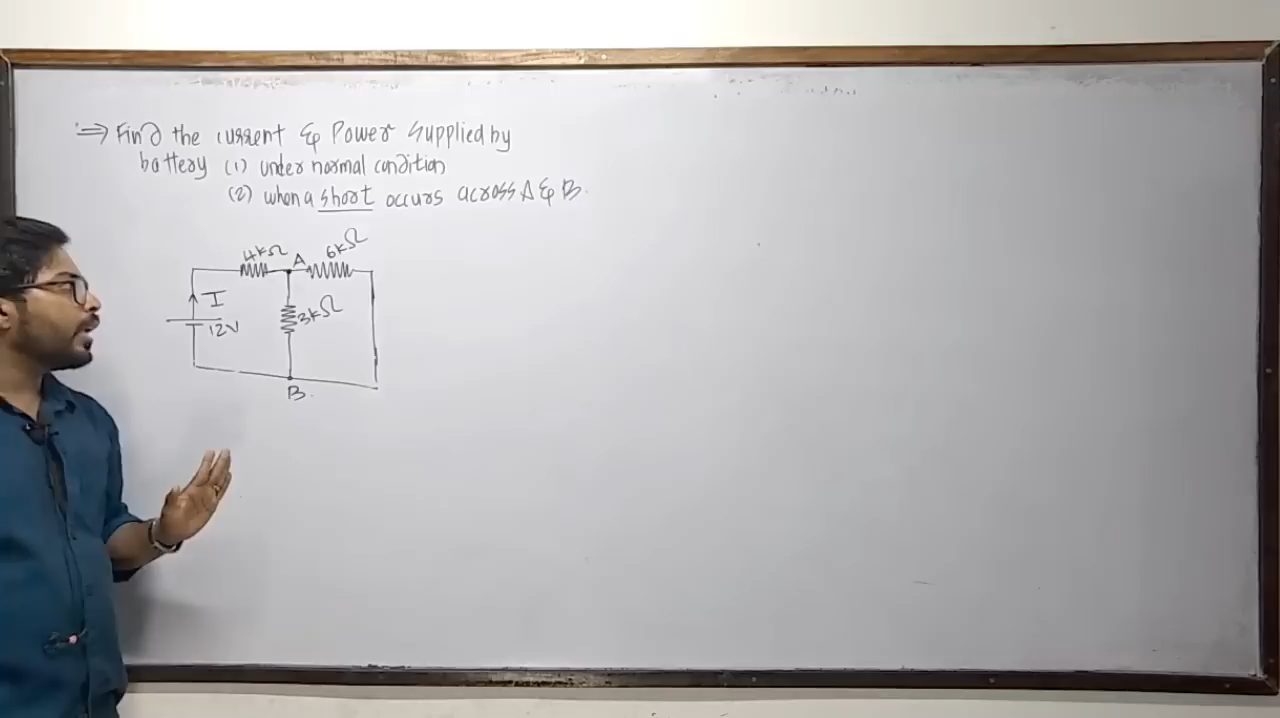 ⇒ Find the current & Power supplied by
battery (1) under normal condition
(2) when a short occurs across A & B.
4kΩ A 6kΩ
I
3kΩ
12V
B.